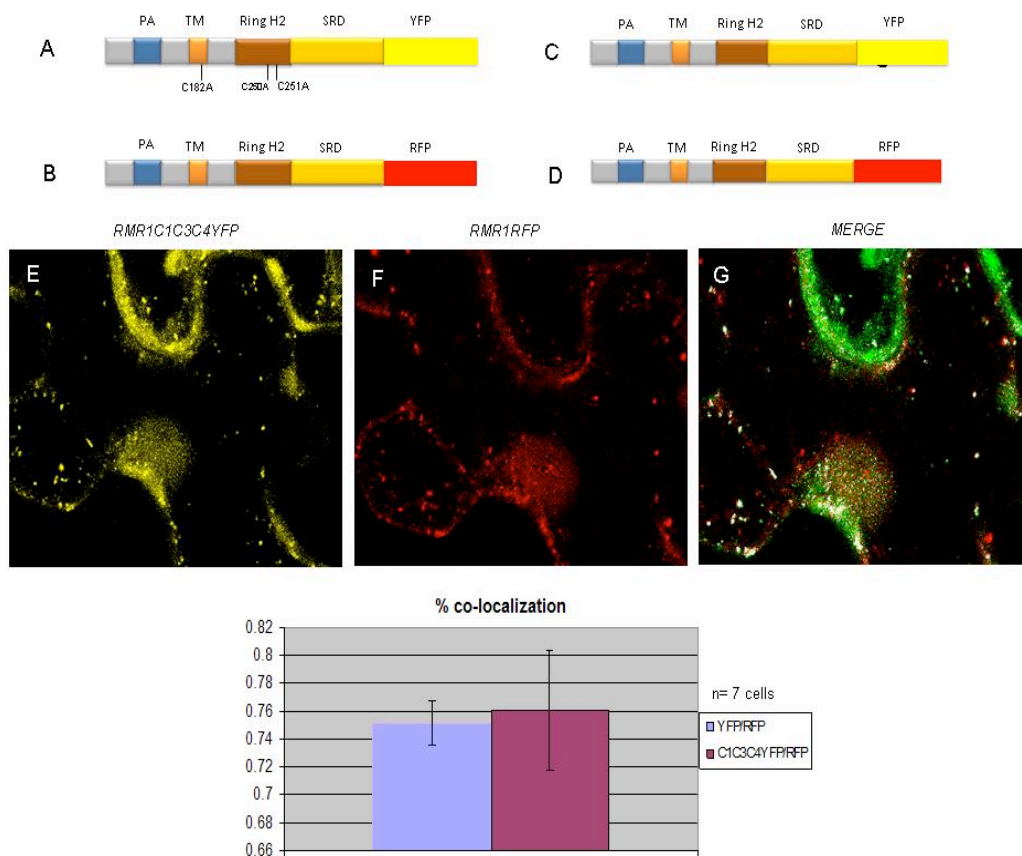 PA TM Ring H2 SRD YFP
A
C182A C251A
PA TM Ring H2 SRD YFP
C
PA TM Ring H2 SRD RFP
B
PA TM Ring H2 SRD RFP
D
RMR1C1C3C4YFP RMR1RFP MERGE
E F G
% co-localization
0.82
0.8
0.78
0.76
0.74
0.72
0.7
0.68
0.66
n= 7 cells
YFP/RFP
C1C3C4YFP/RFP